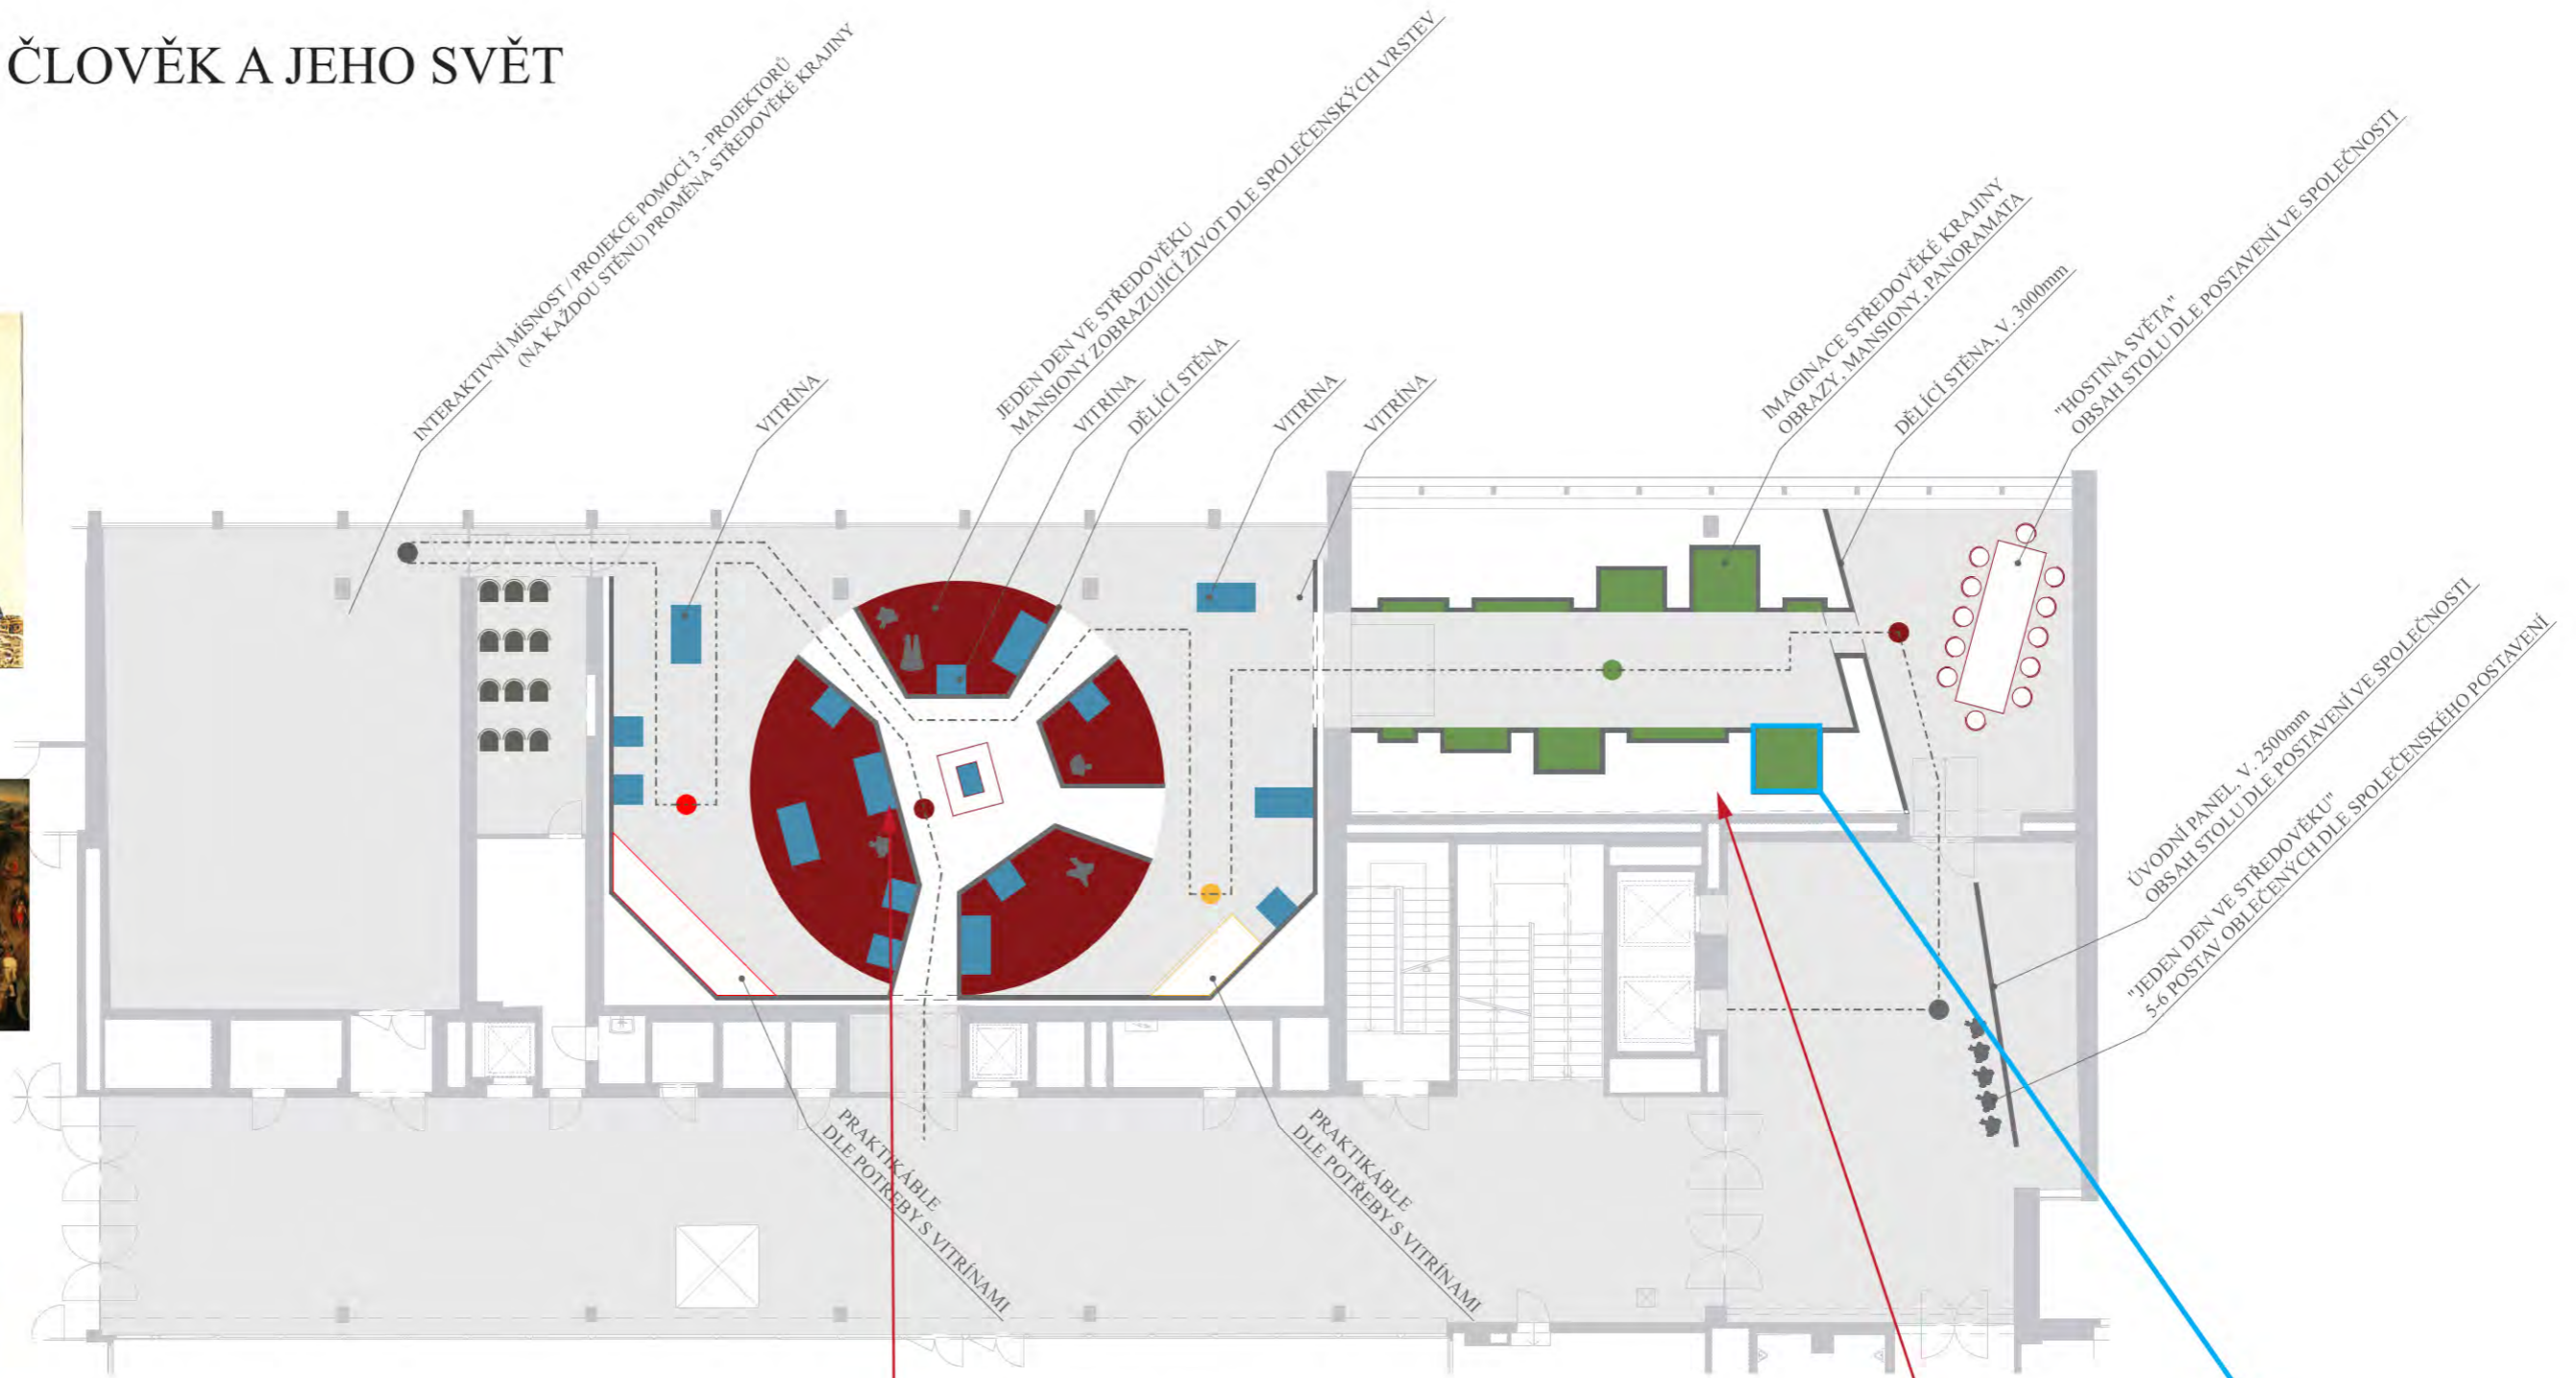 ČLOVĚK A JEHO SVĚT
INTERAKTIVNÍ MÍSNOST / PROJEKCE POMOCÍ 3 - PROJEKTORŮ
(NA KAŽDOU STĚNU) PROMĚNA STŘEDOVĚKÉ KRAJINY
VITRÍNA
JEDEN DEN VE STŘEDOVĚKU
MANSIONY ZOBRAZUJÍCÍ ŽIVOT DLE SPOLEČENSKÝCH VRSTEV
VITRÍNA
DĚLÍCÍ STĚNA
VITRÍNA
VITRÍNA
IMAGINACE STŘEDOVĚKÉ KRAJINY
OBRAZY, MANSIONY, PANORAMATA
DĚLÍCÍ STĚNA, V. 3000mm
"HOSTINA SVĚTA"
OBSAH STOLU DLE POSTAVENÍ VE SPOLEČNOSTI
ÚVODNÍ PANEL, V. 2500mm
OBSAH STOLU DLE POSTAVENÍ VE SPOLEČNOSTI
"JEDEN DEN VE STŘEDOVĚKU"
5-6 POSTAV OBLEČENÝCH DLE SPOLEČENSKÉHO POSTAVENÍ
PRAKTIKÁBLE
DLE POTŘEBY S VITRÍNAMI
PRAKTIKÁBLE
DLE POTŘEBY S VITRÍNAMI